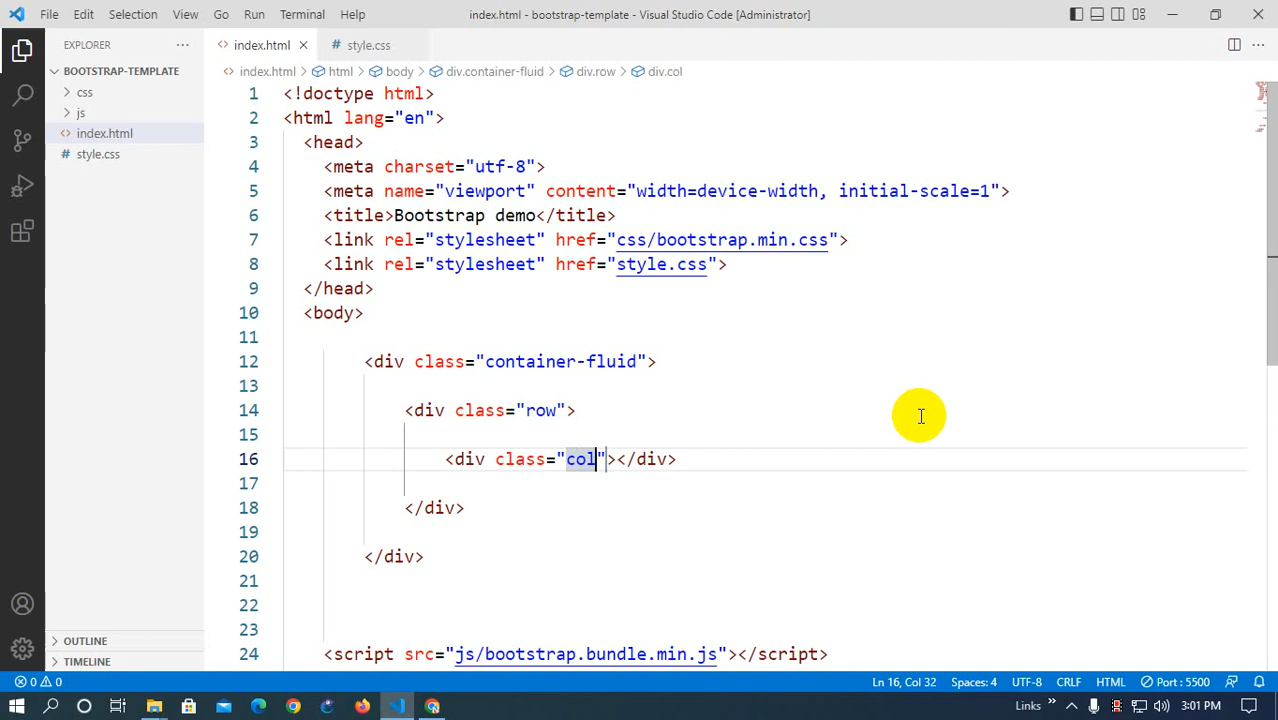 File Edit Selection View Go Run Terminal Help index.html - bootstrap-template - Visual Studio Code [Administrator]
EXPLORER
index.html
style.css
BOOTSTRAP-TEMPLATE
index.html > html > body > div.container-fluid > div.row > div.col
css
js
index.html
style.css
1 <!doctype html>
2 <html lang="en">
3 <head>
4 <meta charset="utf-8">
5 <meta name="viewport" content="width=device-width, initial-scale=1">
6 <title>Bootstrap demo</title>
7 <link rel="stylesheet" href="css/bootstrap.min.css">
8 <link rel="stylesheet" href="style.css">
9 </head>
10 <body>
11
12 <div class="container-fluid">
13
14 <div class="row">
15
16 <div class="col"></div>
17
18 </div>
19
20 </div>
21
22
23
24 <script src="js/bootstrap.bundle.min.js"></script>
OUTLINE
TIMELINE
0 0 Ln 16, Col 32 Spaces: 4 UTF-8 CRLF HTML Port : 5500
Links 3:01 PM